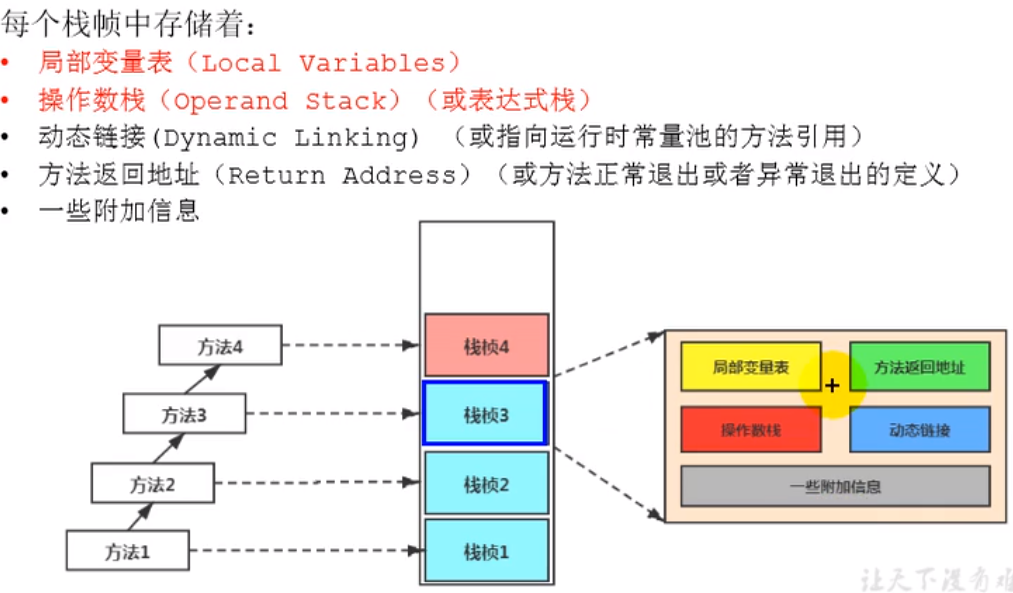 每个栈帧中存储着：
• 局部变量表（Local Variables）
• 操作数栈（Operand Stack）（或表达式栈）
• 动态链接(Dynamic Linking) （或指向运行时常量池的方法引用）
• 方法返回地址（Return Address）（或方法正常退出或者异常退出的定义）
• 一些附加信息
方法4
栈桢4
方法3
栈桢3
方法2
栈桢2
方法1
栈桢1
局部变量表
方法返回地址
操作数栈
动态链接
一些附加信息
让天下没有难